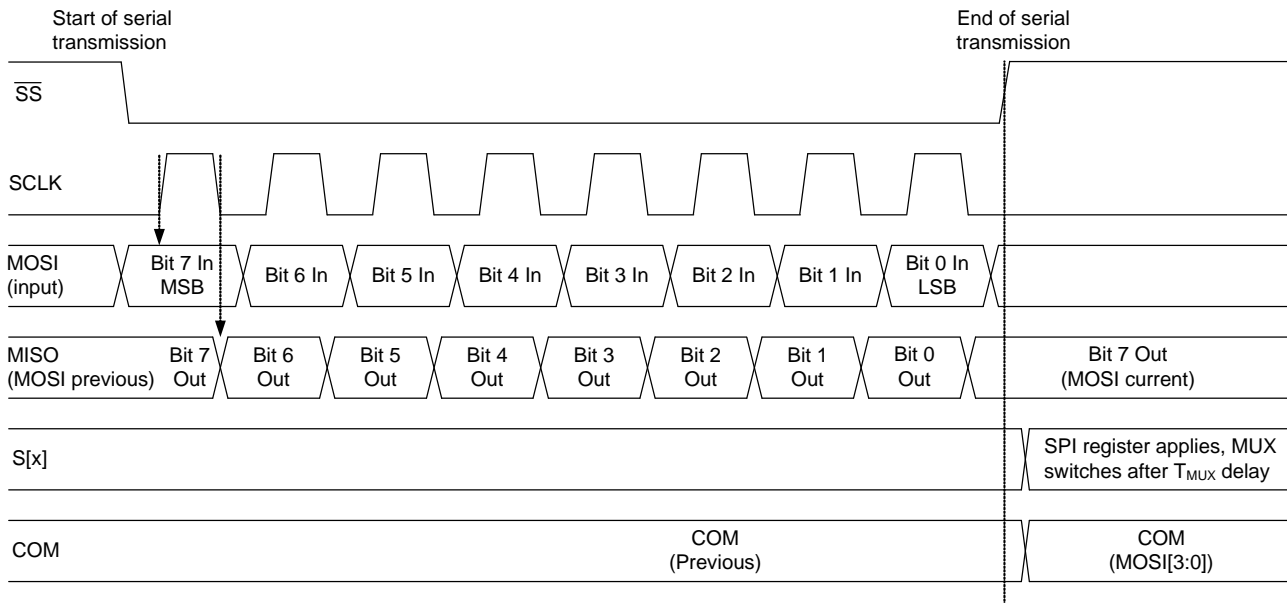 Start of serial
transmission
End of serial
transmission
SS
SCLK
MOSI
(input)
Bit 7 In
MSB
Bit 6 In
Bit 5 In
Bit 4 In
Bit 3 In
Bit 2 In
Bit 1 In
Bit 0 In
LSB
MISO
(MOSI previous)
Bit 7
Out
Bit 6
Out
Bit 5
Out
Bit 4
Out
Bit 3
Out
Bit 2
Out
Bit 1
Out
Bit 0
Out
Bit 7 Out
(MOSI current)
S[x]
SPI register applies, MUX
switches after TMUX delay
COM
COM
(Previous)
COM
(MOSI[3:0])